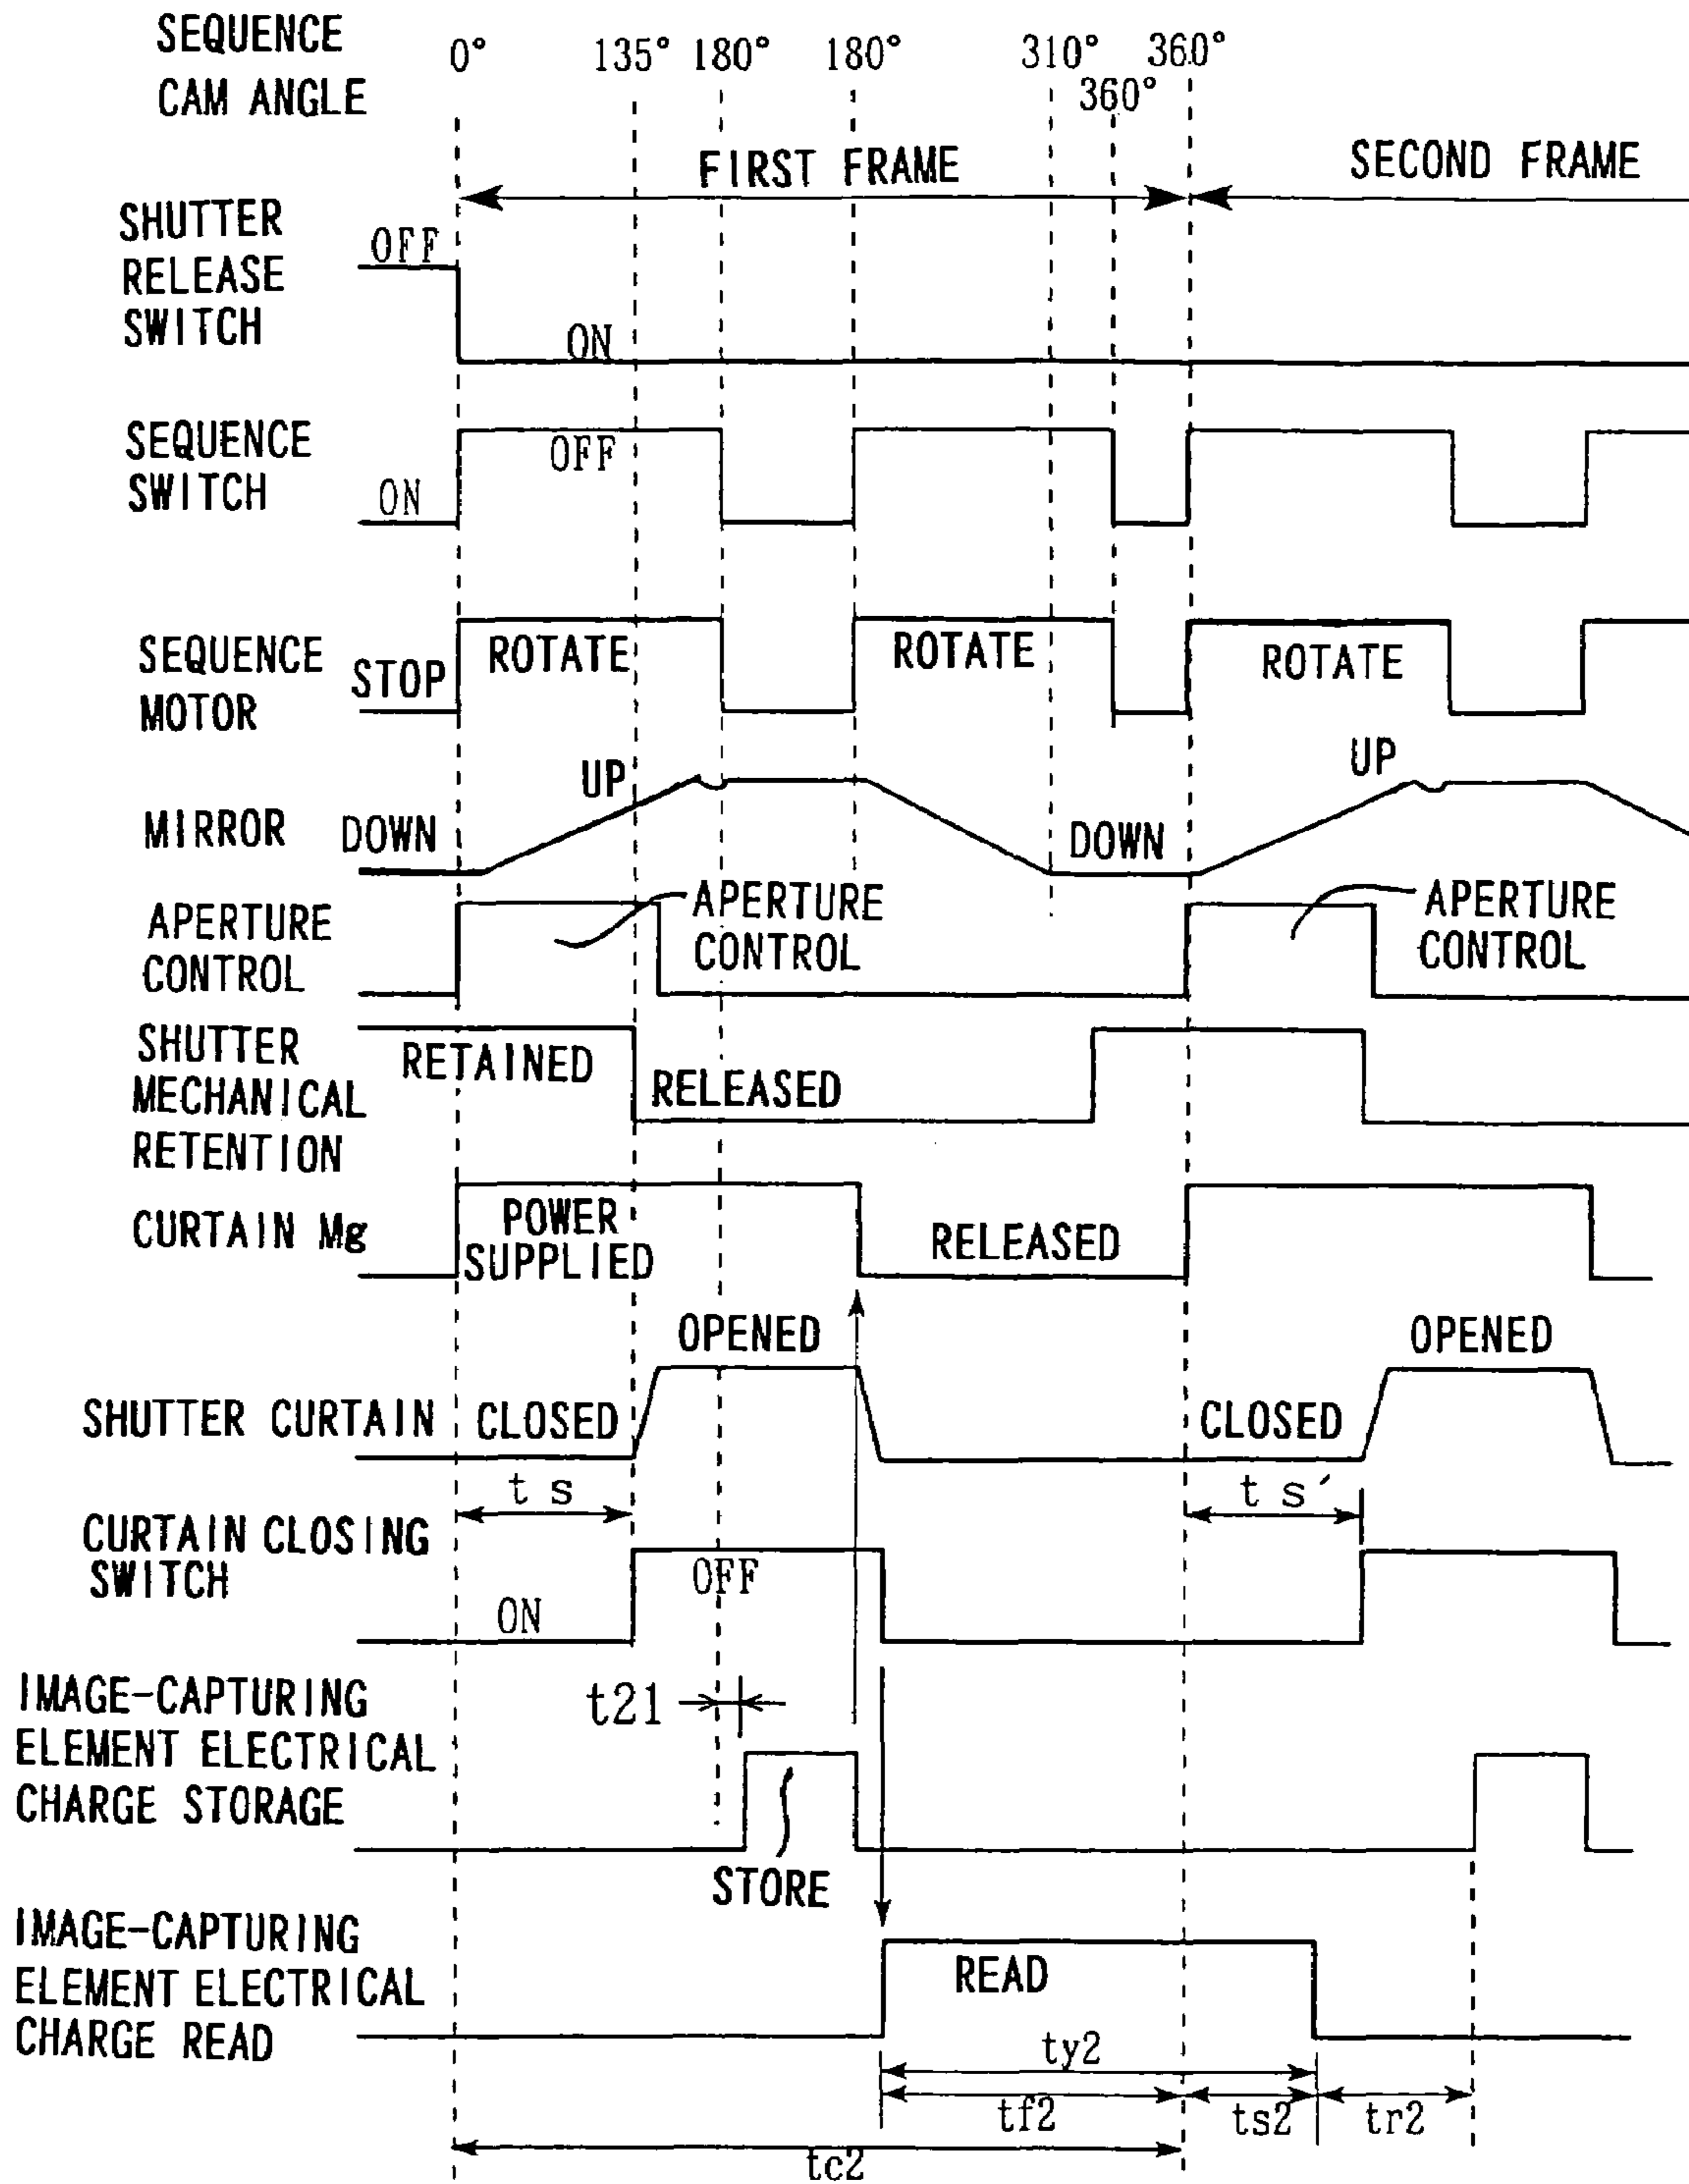 SEQUENCE
CAM ANGLE
0° 135° 180° 180° 310° 360°
360°
FIRST FRAME
SECOND FRAME
SHUTTER
RELEASE
SWITCH
OFF
ON
SEQUENCE
SWITCH
ON
OFF
SEQUENCE
MOTOR
STOP
ROTATE
ROTATE
ROTATE
MIRROR
DOWN
UP
DOWN
UP
APERTURE
CONTROL
APERTURE
CONTROL
APERTURE
CONTROL
SHUTTER
MECHANICAL
RETENTION
RETAINED
RELEASED
CURTAIN Mg
POWER
SUPPLIED
RELEASED
SHUTTER CURTAIN
CLOSED
OPENED
CLOSED
OPENED
ts
ts′
CURTAIN CLOSING
SWITCH
ON
OFF
IMAGE-CAPTURING
ELEMENT ELECTRICAL
CHARGE STORAGE
t21
STORE
IMAGE-CAPTURING
ELEMENT ELECTRICAL
CHARGE READ
READ
ty2
tf2
ts2
tr2
tc2